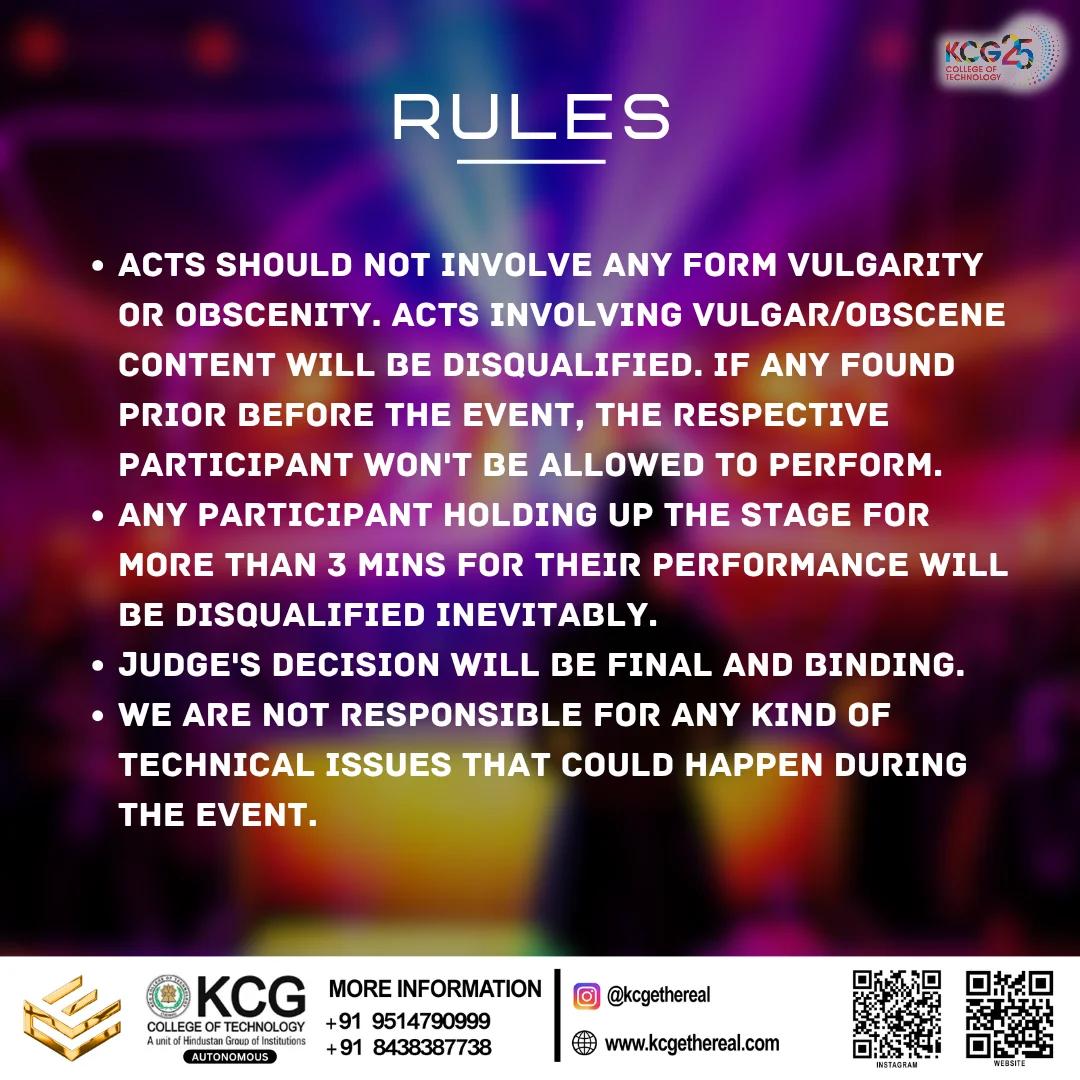 KCG25
COLLEGE OF
TECHNOLOGY
RULES
• ACTS SHOULD NOT INVOLVE ANY FORM VULGARITY
OR OBSCENITY. ACTS INVOLVING VULGAR/OBSCENE
CONTENT WILL BE DISQUALIFIED. IF ANY FOUND
PRIOR BEFORE THE EVENT, THE RESPECTIVE
PARTICIPANT WON'T BE ALLOWED TO PERFORM.
• ANY PARTICIPANT HOLDING UP THE STAGE FOR
MORE THAN 3 MINS FOR THEIR PERFORMANCE WILL
BE DISQUALIFIED INEVITABLY.
• JUDGE'S DECISION WILL BE FINAL AND BINDING.
• WE ARE NOT RESPONSIBLE FOR ANY KIND OF
TECHNICAL ISSUES THAT COULD HAPPEN DURING
THE EVENT.
KCG
COLLEGE OF TECHNOLOGY
A unit of Hindustan Group of Institutions
AUTONOMOUS
MORE INFORMATION
+91 9514790999
+91 8438387738
@kcgethereal
www.kcgethereal.com
INSTAGRAM
WEBSITE